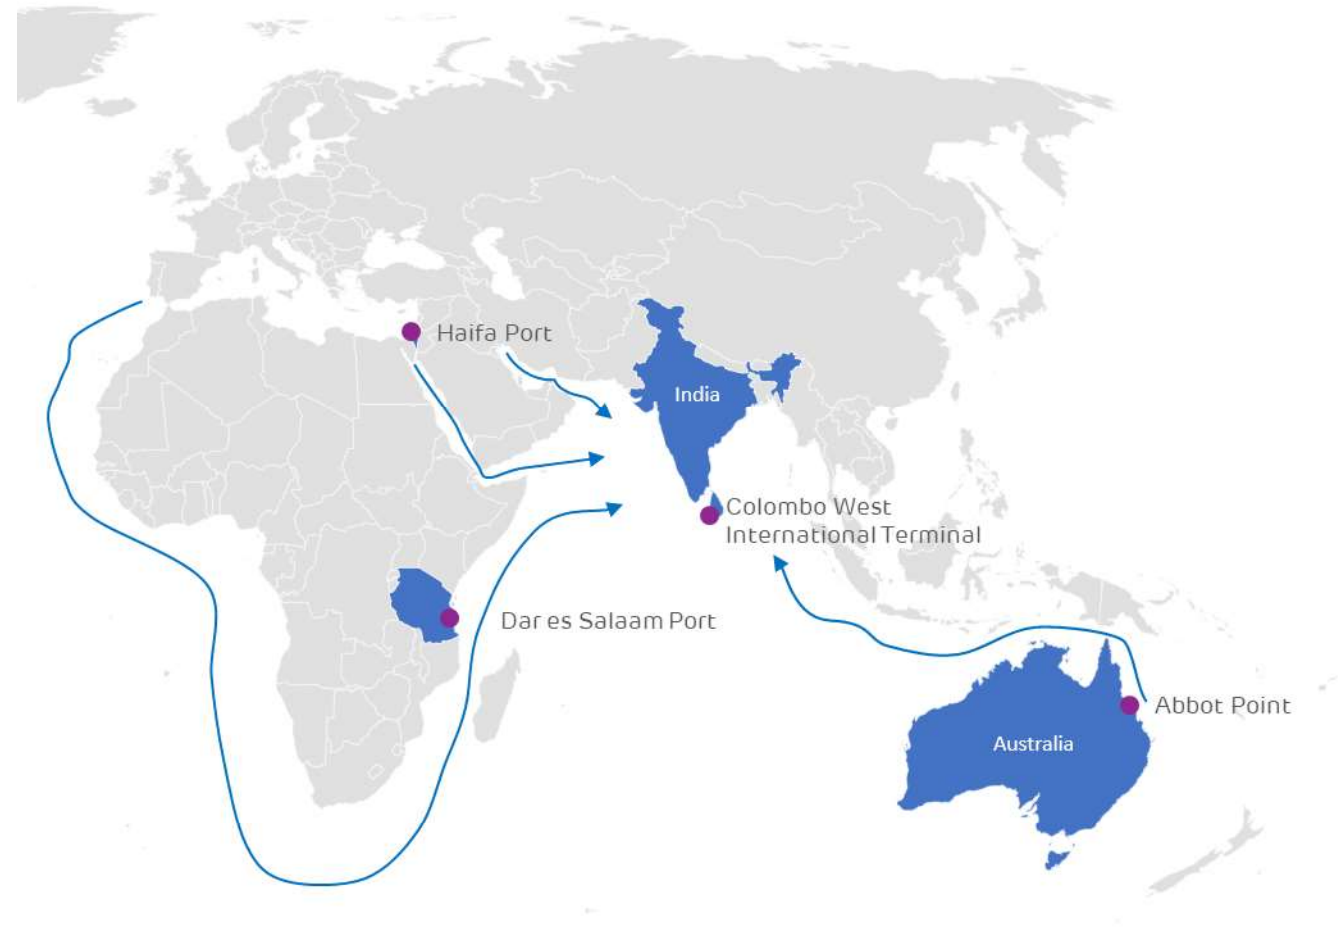 Haifa Port
India
Colombo West
International Terminal
Dar es Salaam Port
Abbot Point
Australia